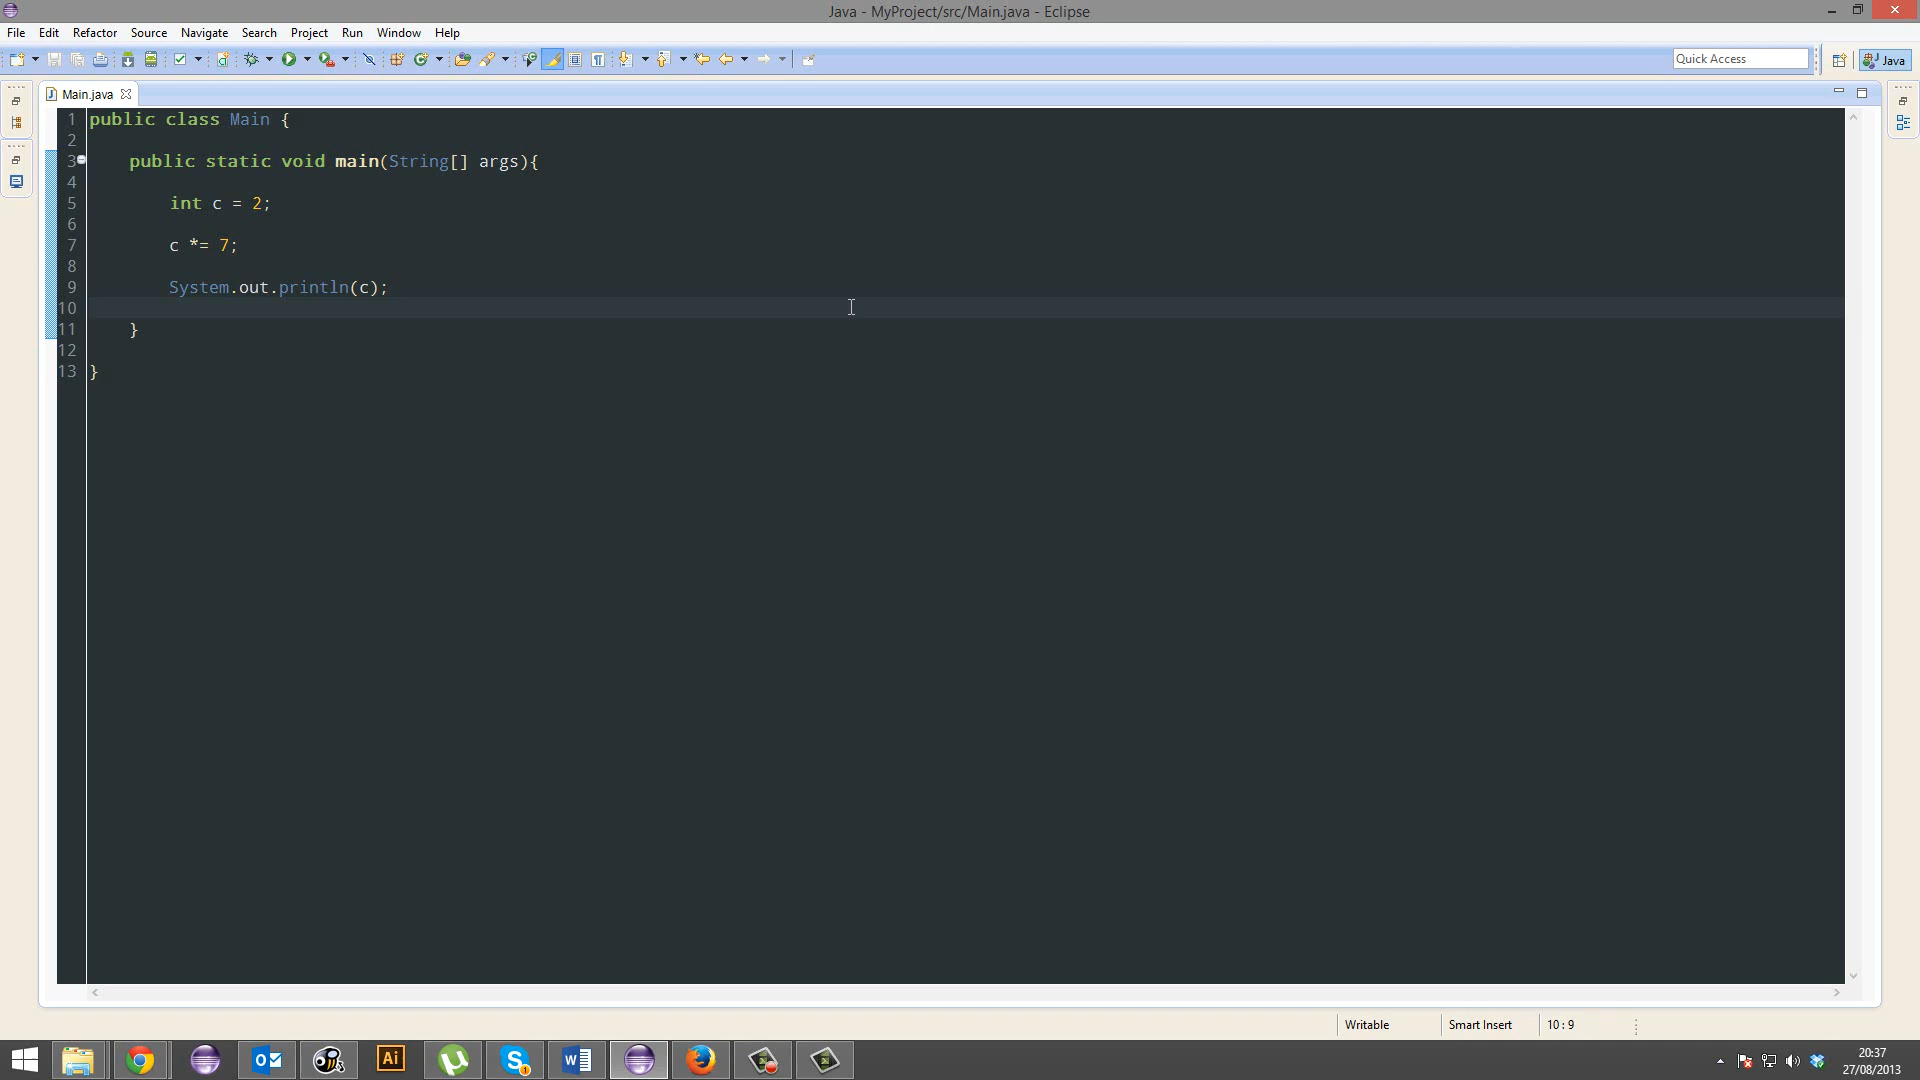 Java - MyProject/src/Main.java - Eclipse
File Edit Refactor Source Navigate Search Project Run Window Help
Quick Access
Java
Main.java
1 public class Main {
2
3 public static void main(String[] args){
4
5 int c = 2;
6
7 c *= 7;
8
9 System.out.println(c);
10
11 }
12
13 }
Writable Smart Insert 10 : 9
Ai
20:37
27/08/2013